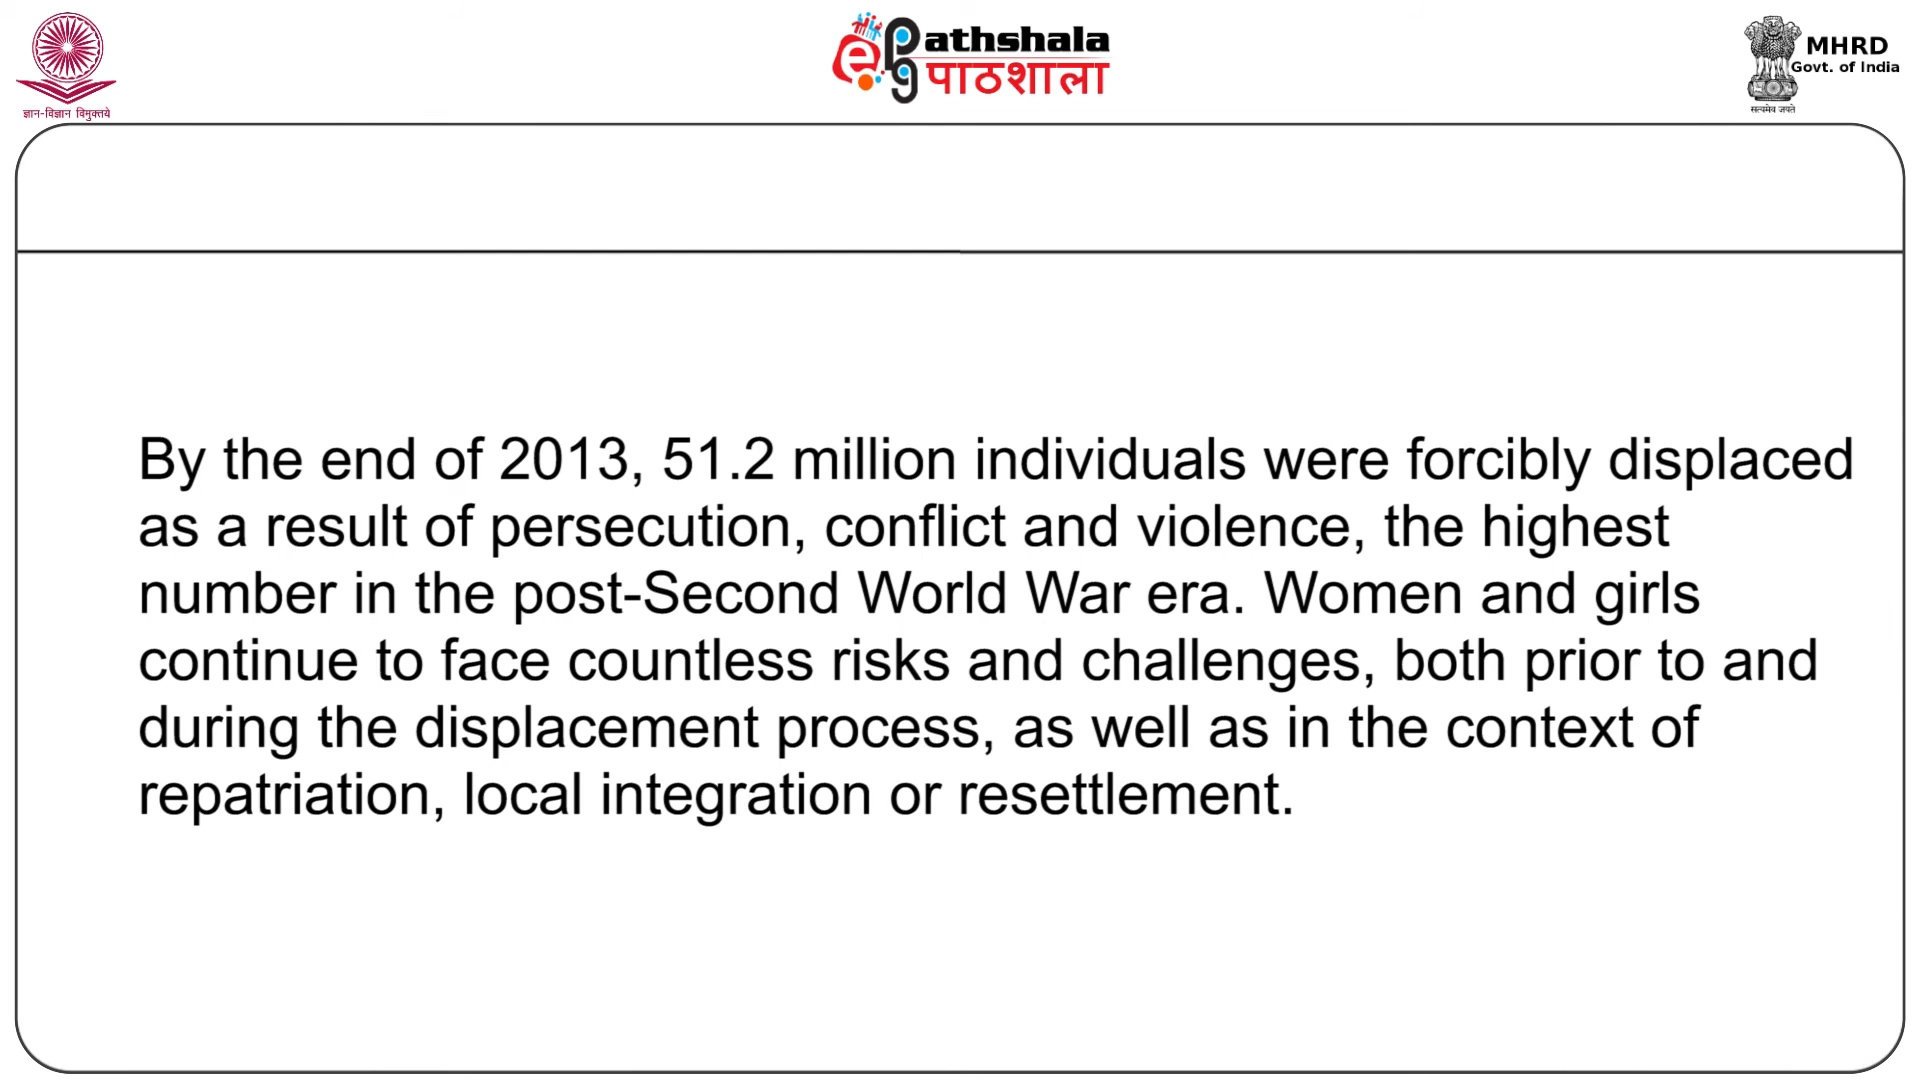 ज्ञान-विज्ञान विमुक्तये
ePG Pathshala
पाठशाला
MHRD
Govt. of India
सत्यमेव जयते
By the end of 2013, 51.2 million individuals were forcibly displaced
as a result of persecution, conflict and violence, the highest
number in the post-Second World War era. Women and girls
continue to face countless risks and challenges, both prior to and
during the displacement process, as well as in the context of
repatriation, local integration or resettlement.